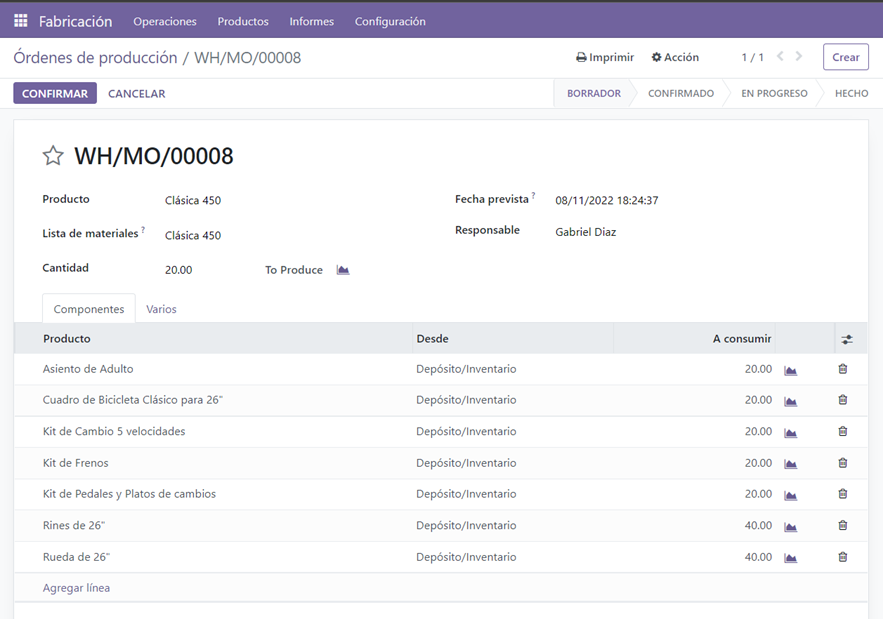 Fabricación Operaciones Productos Informes Configuración
Órdenes de producción / WH/MO/00008 Imprimir Acción 1 / 1 Crear
CONFIRMAR CANCELAR BORRADOR CONFIRMADO EN PROGRESO HECHO
WH/MO/00008
Producto Clásica 450 Fecha prevista ? 08/11/2022 18:24:37
Lista de materiales ? Clásica 450 Responsable Gabriel Diaz
Cantidad 20.00 To Produce
Componentes Varios
Producto Desde A consumir
Asiento de Adulto Depósito/Inventario 20.00
Cuadro de Bicicleta Clásico para 26" Depósito/Inventario 20.00
Kit de Cambio 5 velocidades Depósito/Inventario 20.00
Kit de Frenos Depósito/Inventario 20.00
Kit de Pedales y Platos de cambios Depósito/Inventario 20.00
Rines de 26" Depósito/Inventario 40.00
Rueda de 26" Depósito/Inventario 40.00
Agregar línea